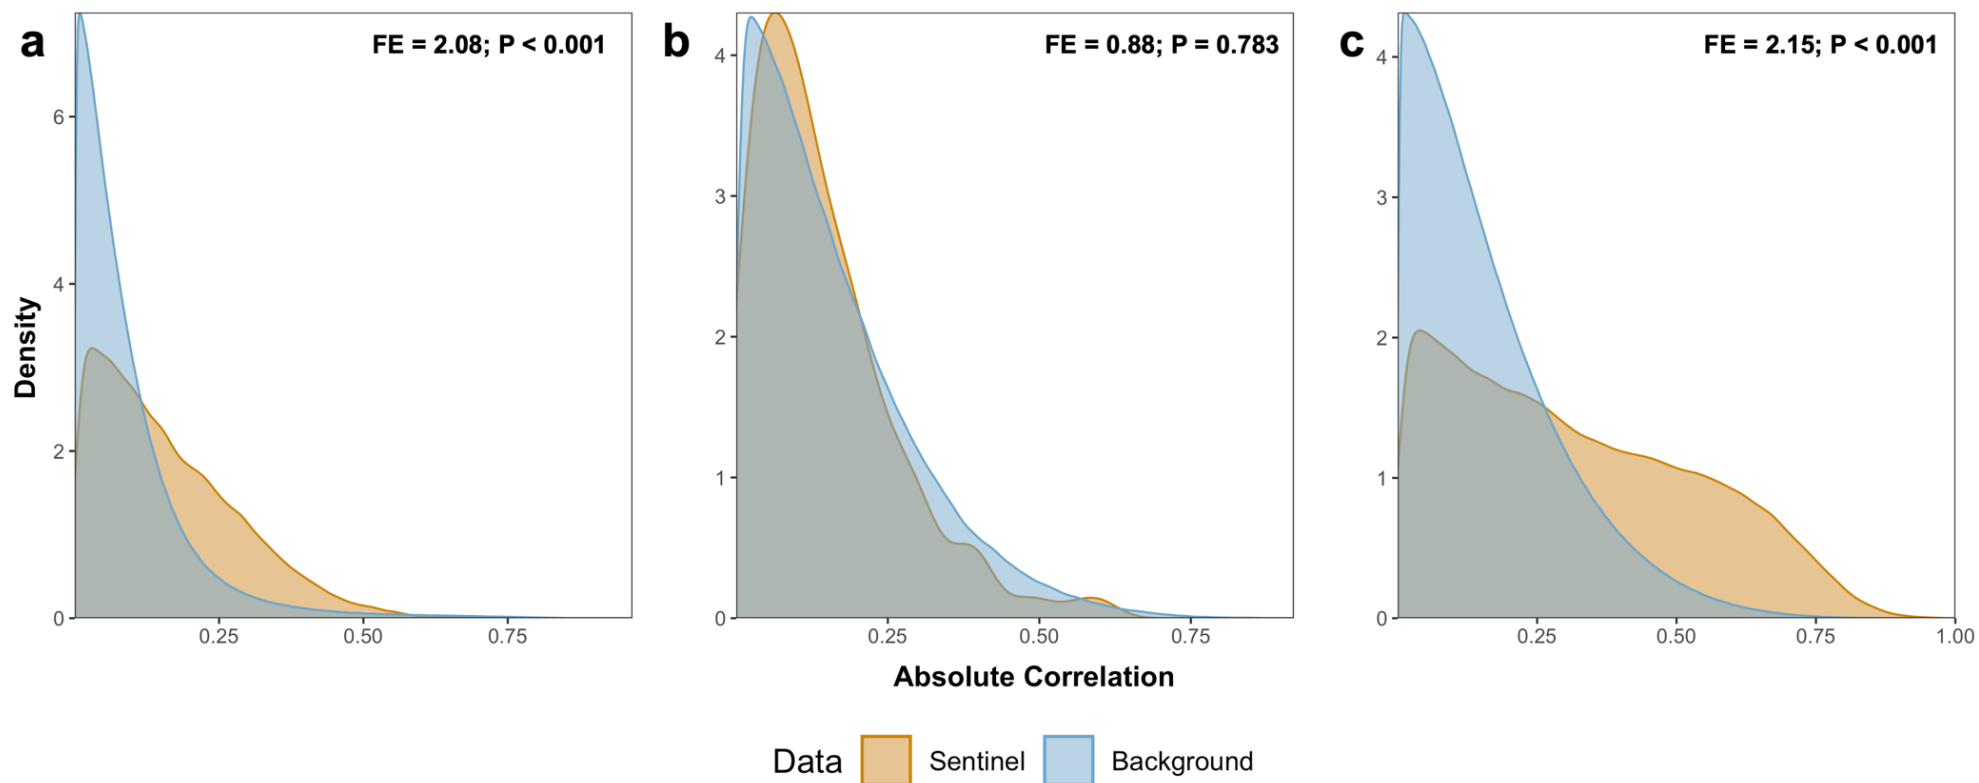 a
FE = 2.08; P < 0.001
b
FE = 0.88; P = 0.783
c
FE = 2.15; P < 0.001
Density
6
4
2
0
0.25 0.50 0.75
4
3
2
1
0
0.25 0.50 0.75
4
3
2
1
0
0.25 0.50 0.75 1.00
Absolute Correlation
Data Sentinel Background